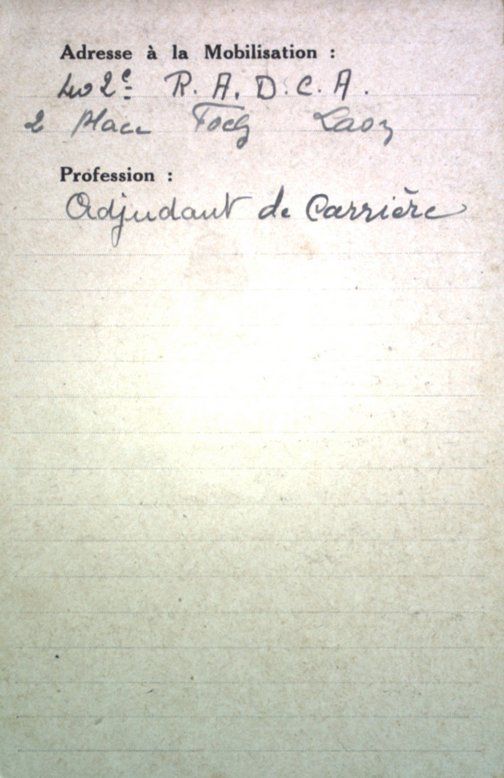 Adresse à la Mobilisation :
402e R. A. D. C. A.
2 Place Foch Laon
Profession :
Adjudant de Carrière